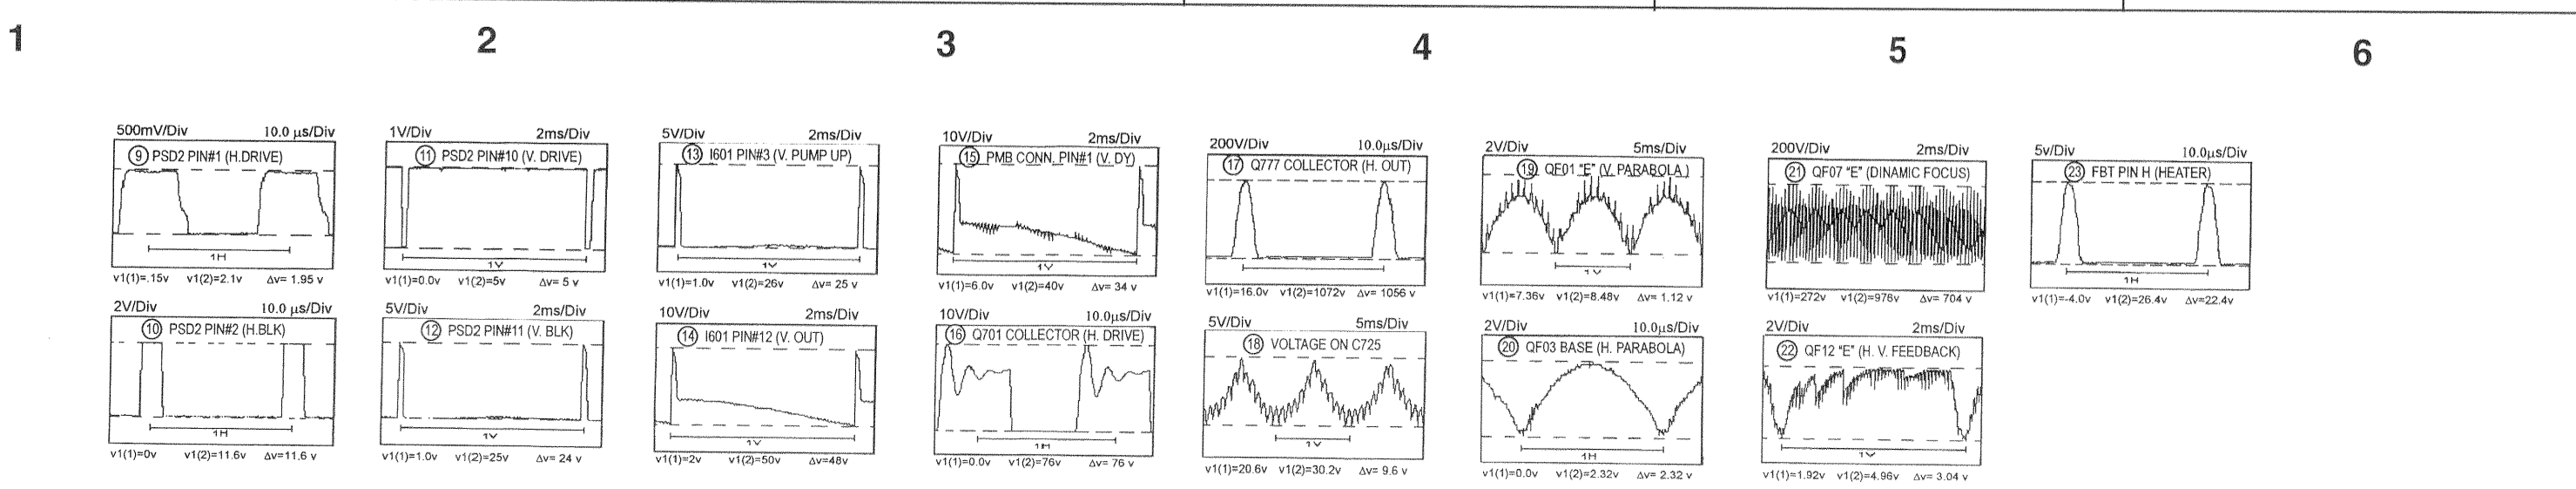 1 2 3 4 5 6
500mV/Div 10.0 µs/Div
⑨ PSD2 PIN#1 (H.DRIVE)
1H
v1(1)=.15v v1(2)=2.1v Δv= 1.95 v
1V/Div 2ms/Div
⑪ PSD2 PIN#10 (V. DRIVE)
1V
v1(1)=0.0v v1(2)=5v Δv= 5 v
5V/Div 2ms/Div
⑬ I601 PIN#3 (V. PUMP UP)
1V
v1(1)=1.0v v1(2)=26v Δv= 25 v
10V/Div 2ms/Div
⑮ PMB CONN. PIN#1 (V. DY)
1V
v1(1)=6.0v v1(2)=40v Δv= 34 v
200V/Div 10.0µs/Div
⑰ Q777 COLLECTOR (H. OUT)
v1(1)=16.0v v1(2)=1072v Δv= 1056 v
2V/Div 5ms/Div
⑲ QF01 "E" (V. PARABOLA )
1V
v1(1)=7.36v v1(2)=8.48v Δv= 1.12 v
200V/Div 2ms/Div
㉑ QF07 "E" (DINAMIC FOCUS)
v1(1)=272v v1(2)=976v Δv= 704 v
5v/Div 10.0µs/Div
㉓ FBT PIN H (HEATER)
1H
v1(1)=-4.0v v1(2)=26.4v Δv=22.4v
2V/Div 10.0 µs/Div
⑩ PSD2 PIN#2 (H.BLK)
1H
v1(1)=0v v1(2)=11.6v Δv=11.6 v
5V/Div 2ms/Div
⑫ PSD2 PIN#11 (V. BLK)
1V
v1(1)=1.0v v1(2)=25v Δv= 24 v
10V/Div 2ms/Div
⑭ I601 PIN#12 (V. OUT)
1V
v1(1)=2v v1(2)=50v Δv=48v
10V/Div 10.0µs/Div
⑯ Q701 COLLECTOR (H. DRIVE)
1H
v1(1)=0.0v v1(2)=76v Δv= 76 v
5V/Div 5ms/Div
⑱ VOLTAGE ON C725
1V
v1(1)=20.6v v1(2)=30.2v Δv= 9.6 v
2V/Div 10.0µs/Div
⑳ QF03 BASE (H. PARABOLA)
1H
v1(1)=0.0v v1(2)=2.32v Δv= 2.32 v
2V/Div 2ms/Div
㉒ QF12 "E" (H. V. FEEDBACK)
1V
v1(1)=1.92v v1(2)=4.96v Δv= 3.04 v